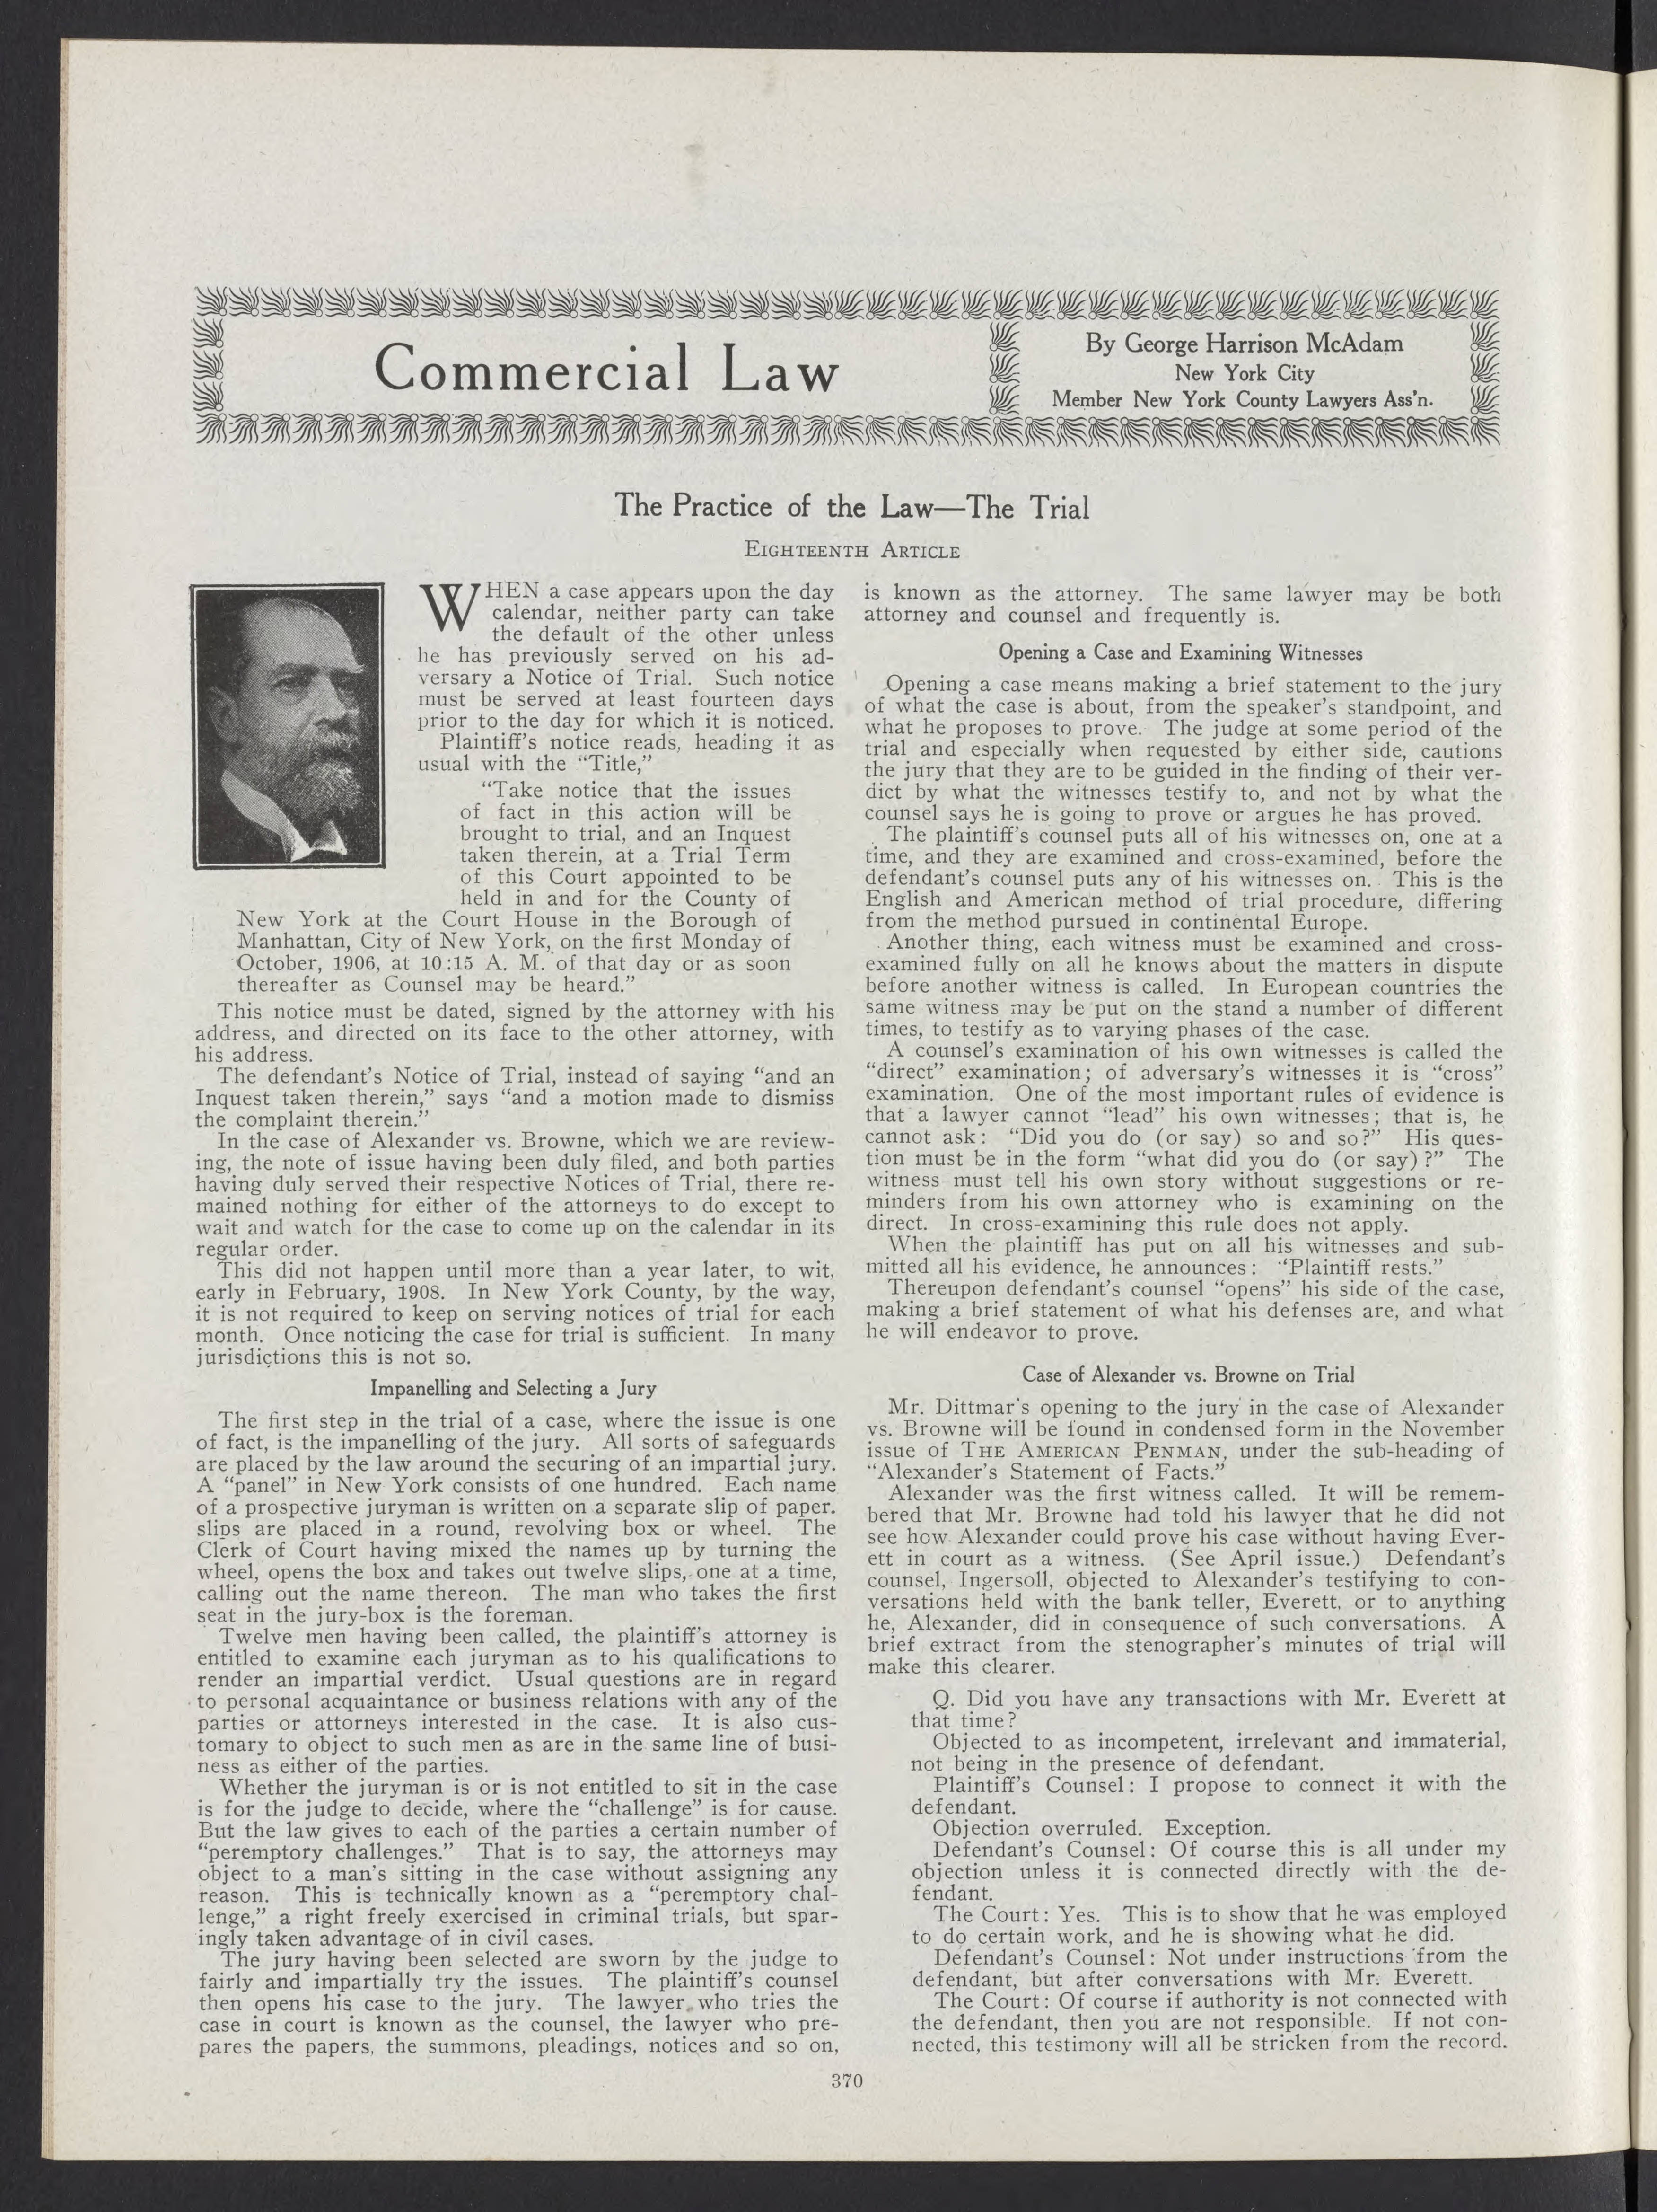 Commercial Law
By George Harrison McAdam
New York City
Member New York County Lawyers Ass'n.
The Practice of the Law—The Trial
EIGHTEENTH ARTICLE
WHEN a case appears upon the day
calendar, neither party can take
the default of the other unless
he has previously served on his ad-
versary a Notice of Trial. Such notice
must be served at least fourteen days
prior to the day for which it is noticed.
Plaintiff's notice reads, heading it as
usual with the "Title,"
"Take notice that the issues
of fact in this action will be
brought to trial, and an Inquest
taken therein, at a Trial Term
of this Court appointed to be
held in and for the County of
New York at the Court House in the Borough of
Manhattan, City of New York, on the first Monday of
October, 1906, at 10:15 A. M. of that day or as soon
thereafter as Counsel may be heard."
This notice must be dated, signed by the attorney with his
address, and directed on its face to the other attorney, with
his address.
The defendant's Notice of Trial, instead of saying "and an
Inquest taken therein," says "and a motion made to dismiss
the complaint therein."
In the case of Alexander vs. Browne, which we are review-
ing, the note of issue having been duly filed, and both parties
having duly served their respective Notices of Trial, there re-
mained nothing for either of the attorneys to do except to
wait and watch for the case to come up on the calendar in its
regular order.
This did not happen until more than a year later, to wit,
early in February, 1908. In New York County, by the way,
it is not required to keep on serving notices of trial for each
month. Once noticing the case for trial is sufficient. In many
jurisdictions this is not so.
Impanelling and Selecting a Jury
The first step in the trial of a case, where the issue is one
of fact, is the impanelling of the jury. All sorts of safeguards
are placed by the law around the securing of an impartial jury.
A "panel" in New York consists of one hundred. Each name
of a prospective juryman is written on a separate slip of paper.
slips are placed in a round, revolving box or wheel. The
Clerk of Court having mixed the names up by turning the
wheel, opens the box and takes out twelve slips, one at a time,
calling out the name thereon. The man who takes the first
seat in the jury-box is the foreman.
Twelve men having been called, the plaintiff's attorney is
entitled to examine each juryman as to his qualifications to
render an impartial verdict. Usual questions are in regard
to personal acquaintance or business relations with any of the
parties or attorneys interested in the case. It is also cus-
tomary to object to such men as are in the same line of busi-
ness as either of the parties.
Whether the juryman is or is not entitled to sit in the case
is for the judge to decide, where the "challenge" is for cause.
But the law gives to each of the parties a certain number of
"peremptory challenges." That is to say, the attorneys may
object to a man's sitting in the case without assigning any
reason. This is technically known as a "peremptory chal-
lenge," a right freely exercised in criminal trials, but spar-
ingly taken advantage of in civil cases.
The jury having been selected are sworn by the judge to
fairly and impartially try the issues. The plaintiff's counsel
then opens his case to the jury. The lawyer who tries the
case in court is known as the counsel, the lawyer who pre-
pares the papers, the summons, pleadings, notices and so on,
is known as the attorney. The same lawyer may be both
attorney and counsel and frequently is.
Opening a Case and Examining Witnesses
Opening a case means making a brief statement to the jury
of what the case is about, from the speaker's standpoint, and
what he proposes to prove. The judge at some period of the
trial and especially when requested by either side, cautions
the jury that they are to be guided in the finding of their ver-
dict by what the witnesses testify to, and not by what the
counsel says he is going to prove or argues he has proved.
The plaintiff's counsel puts all of his witnesses on, one at a
time, and they are examined and cross-examined, before the
defendant's counsel puts any of his witnesses on. This is the
English and American method of trial procedure, differing
from the method pursued in continental Europe.
Another thing, each witness must be examined and cross-
examined fully on all he knows about the matters in dispute
before another witness is called. In European countries the
same witness may be put on the stand a number of different
times, to testify as to varying phases of the case.
A counsel's examination of his own witnesses is called the
"direct" examination; of adversary's witnesses it is "cross"
examination. One of the most important rules of evidence is
that a lawyer cannot "lead" his own witnesses; that is, he
cannot ask: "Did you do (or say) so and so?" His ques-
tion must be in the form "what did you do (or say)?" The
witness must tell his own story without suggestions or re-
minders from his own attorney who is examining on the
direct. In cross-examining this rule does not apply.
When the plaintiff has put on all his witnesses and sub-
mitted all his evidence, he announces: "Plaintiff rests."
Thereupon defendant's counsel "opens" his side of the case,
making a brief statement of what his defenses are, and what
he will endeavor to prove.
Case of Alexander vs. Browne on Trial
Mr. Dittmar's opening to the jury in the case of Alexander
vs. Browne will be found in condensed form in the November
issue of THE AMERICAN PENMAN, under the sub-heading of
"Alexander's Statement of Facts."
Alexander was the first witness called. It will be remem-
bered that Mr. Browne had told his lawyer that he did not
see how Alexander could prove his case without having Ever-
ett in court as a witness. (See April issue.) Defendant's
counsel, Ingersoll, objected to Alexander's testifying to con-
versations held with the bank teller, Everett, or to anything
he, Alexander, did in consequence of such conversations. A
brief extract from the stenographer's minutes of trial will
make this clearer.
Q. Did you have any transactions with Mr. Everett at
that time?
Objected to as incompetent, irrelevant and immaterial,
not being in the presence of defendant.
Plaintiff's Counsel: I propose to connect it with the
defendant.
Objection overruled. Exception.
Defendant's Counsel: Of course this is all under my
objection unless it is connected directly with the de-
fendant.
The Court: Yes. This is to show that he was employed
to do certain work, and he is showing what he did.
Defendant's Counsel: Not under instructions from the
defendant, but after conversations with Mr. Everett.
The Court: Of course if authority is not connected with
the defendant, then you are not responsible. If not con-
nected, this testimony will all be stricken from the record.
370